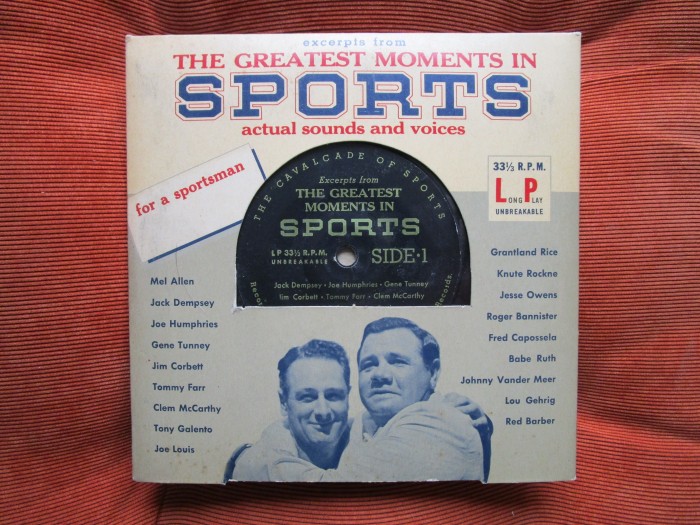 excerpts from
THE GREATEST MOMENTS IN
SPORTS
actual sounds and voices
for a sportsman
33⅓ R.P.M.
LONG PLAY
UNBREAKABLE
THE CAVALCADE OF SPORTS
Excerpts from
THE GREATEST
MOMENTS IN
SPORTS
LP 33⅓ R.P.M.
UNBREAKABLE
SIDE·1
Jack Dempsey · Joe Humphries · Gene Tunney
Jim Corbett · Tommy Farr · Clem McCarthy
Records
Mel Allen
Jack Dempsey
Joe Humphries
Gene Tunney
Jim Corbett
Tommy Farr
Clem McCarthy
Tony Galento
Joe Louis
Grantland Rice
Knute Rockne
Jesse Owens
Roger Bannister
Fred Capossela
Babe Ruth
Johnny Vander Meer
Lou Gehrig
Red Barber